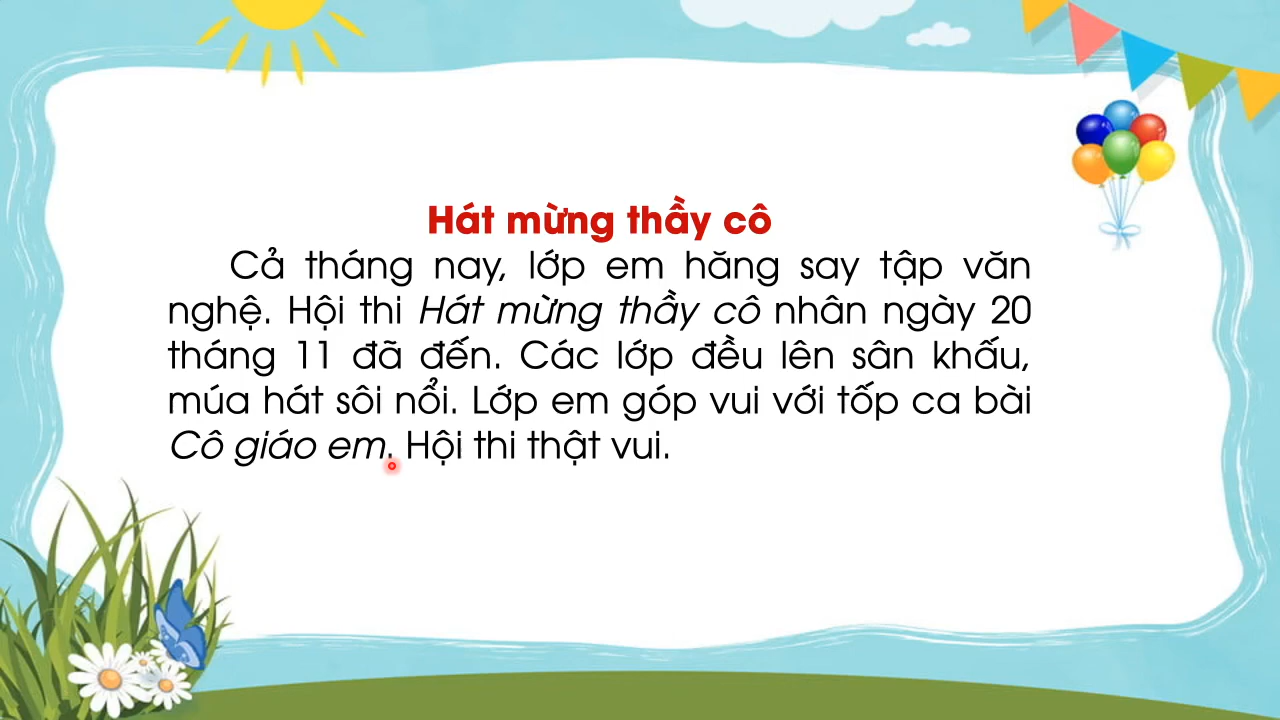 Hát mừng thầy cô
Cả tháng nay, lớp em hăng say tập văn
nghệ. Hội thi Hát mừng thầy cô nhân ngày 20
tháng 11 đã đến. Các lớp đều lên sân khấu,
múa hát sôi nổi. Lớp em góp vui với tốp ca bài
Cô giáo em. Hội thi thật vui.